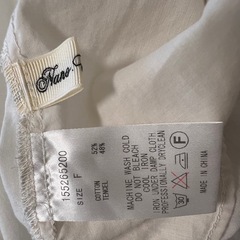 Nano
155265200
SIZE F
52%
48%
COTTON
TENCEL
MACHINE WASH COLD
DO NOT BLEACH
COOL IRON
IRON UNDER DAMP CLOTH.
PROFESSIONALLY DRYCLEAN
F
MADE IN CHINA